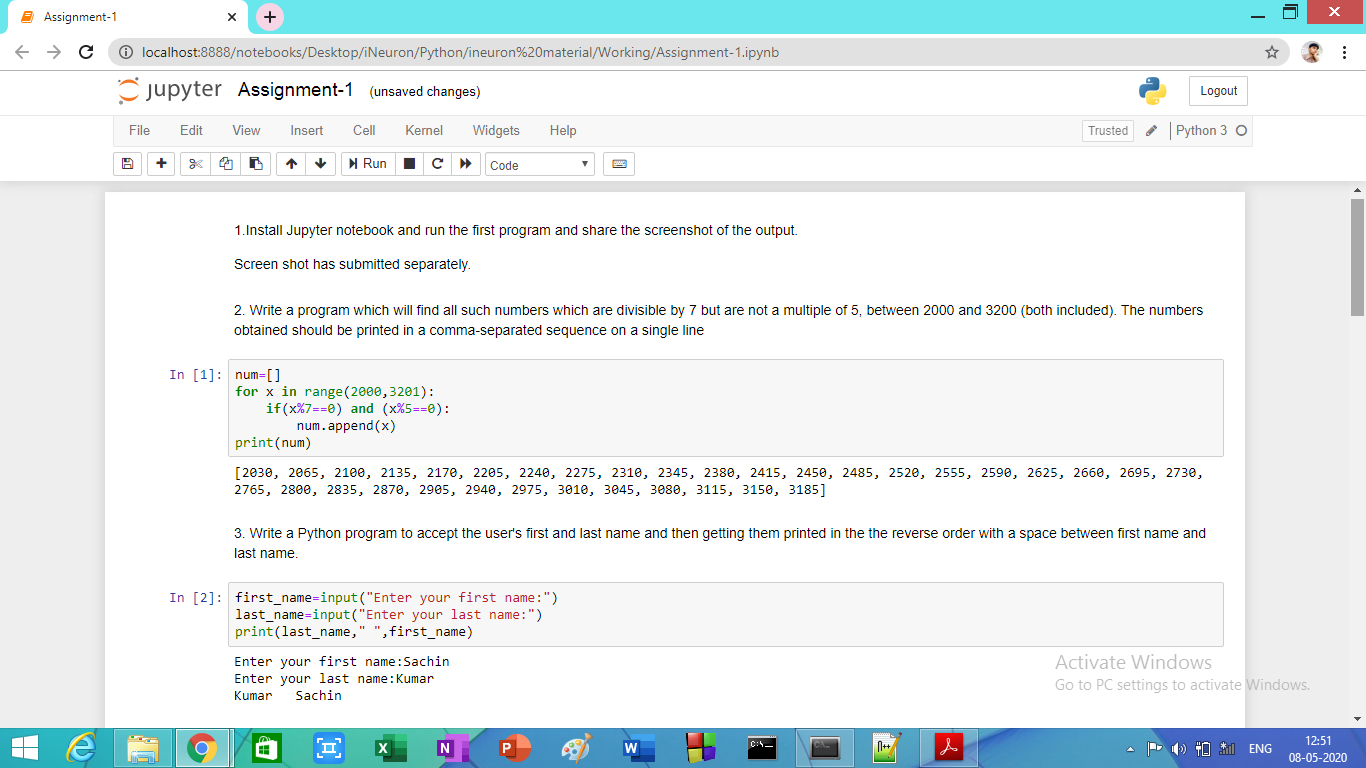 Assignment-1
localhost:8888/notebooks/Desktop/iNeuron/Python/ineuron%20material/Working/Assignment-1.ipynb
jupyter Assignment-1 (unsaved changes)
Logout
File Edit View Insert Cell Kernel Widgets Help
Trusted
Python 3
Run
Code
1.Install Jupyter notebook and run the first program and share the screenshot of the output.
Screen shot has submitted separately.
2. Write a program which will find all such numbers which are divisible by 7 but are not a multiple of 5, between 2000 and 3200 (both included). The numbers
obtained should be printed in a comma-separated sequence on a single line
In [1]:
num=[]
for x in range(2000,3201):
    if(x%7==0) and (x%5==0):
        num.append(x)
print(num)
[2030, 2065, 2100, 2135, 2170, 2205, 2240, 2275, 2310, 2345, 2380, 2415, 2450, 2485, 2520, 2555, 2590, 2625, 2660, 2695, 2730,
2765, 2800, 2835, 2870, 2905, 2940, 2975, 3010, 3045, 3080, 3115, 3150, 3185]
3. Write a Python program to accept the user's first and last name and then getting them printed in the the reverse order with a space between first name and
last name.
In [2]:
first_name=input("Enter your first name:")
last_name=input("Enter your last name:")
print(last_name," ",first_name)
Enter your first name:Sachin
Enter your last name:Kumar
Kumar   Sachin
Activate Windows
Go to PC settings to activate Windows.
ENG
12:51
08-05-2020